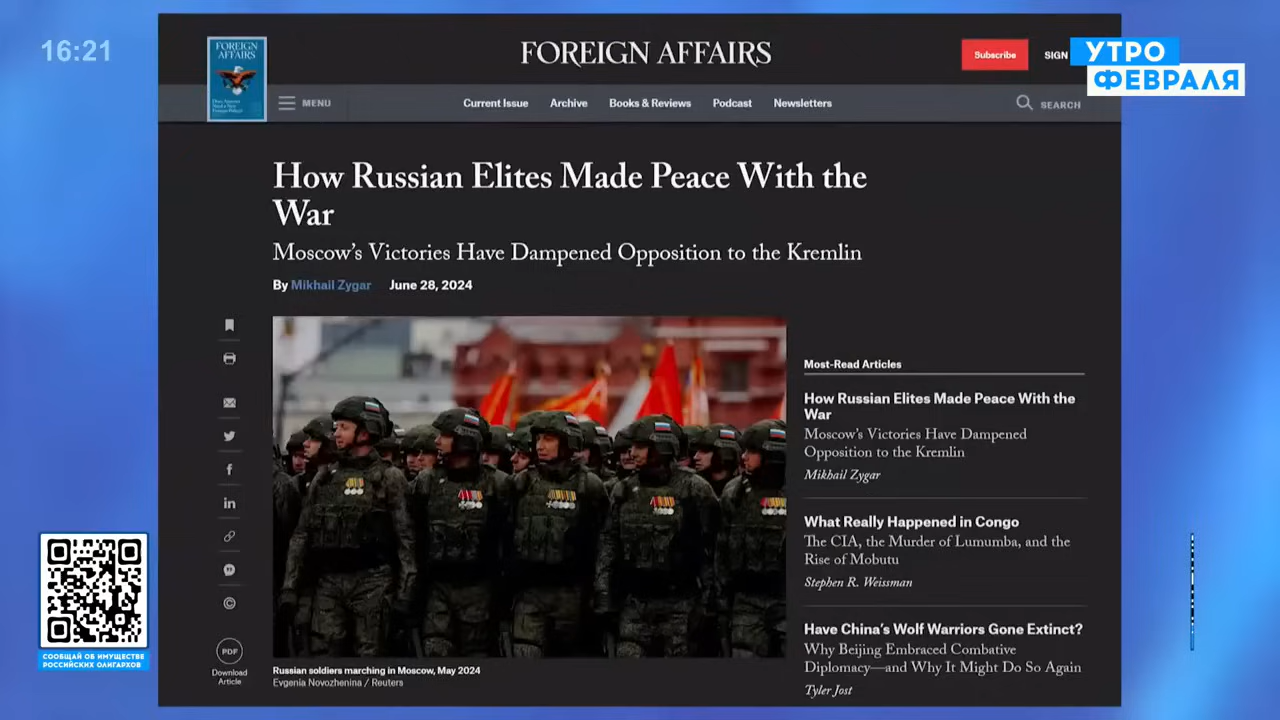 16:21
FOREIGN
AFFAIRS
FOREIGN AFFAIRS
Subscribe
SIGN
УТРО
ФЕВРАЛЯ
MENU
Current Issue
Archive
Books & Reviews
Podcast
Newsletters
SEARCH
How Russian Elites Made Peace With the
War
Moscow's Victories Have Dampened Opposition to the Kremlin
By Mikhail Zygar June 28, 2024
Most-Read Articles
How Russian Elites Made Peace With the
War
Moscow's Victories Have Dampened
Opposition to the Kremlin
Mikhail Zygar
What Really Happened in Congo
The CIA, the Murder of Lumumba, and the
Rise of Mobutu
Stephen R. Weissman
Have China's Wolf Warriors Gone Extinct?
Why Beijing Embraced Combative
Diplomacy—and Why It Might Do So Again
Tyler Jost
PDF
Download
Article
Russian soldiers marching in Moscow, May 2024
Evgenia Novozhenina / Reuters
СООБЩАЙ ОБ ИМУЩЕСТВЕ
РОССИЙСКИХ ОЛИГАРХОВ